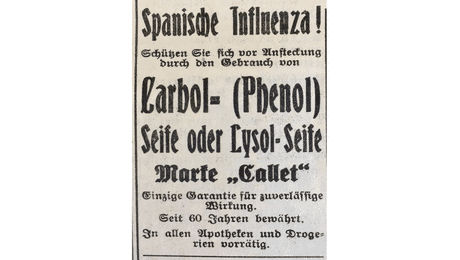 Spanische Influenza!
Schützen Sie sich vor Ansteckung
durch den Gebrauch von
Carbol= (Phenol)
Seife oder Lysol-Seife
Marke „Callet"
Einzige Garantie für zuverlässige
Wirkung.
Seit 60 Jahren bewährt.
In allen Apotheken und Droge-
rien vorrätig.